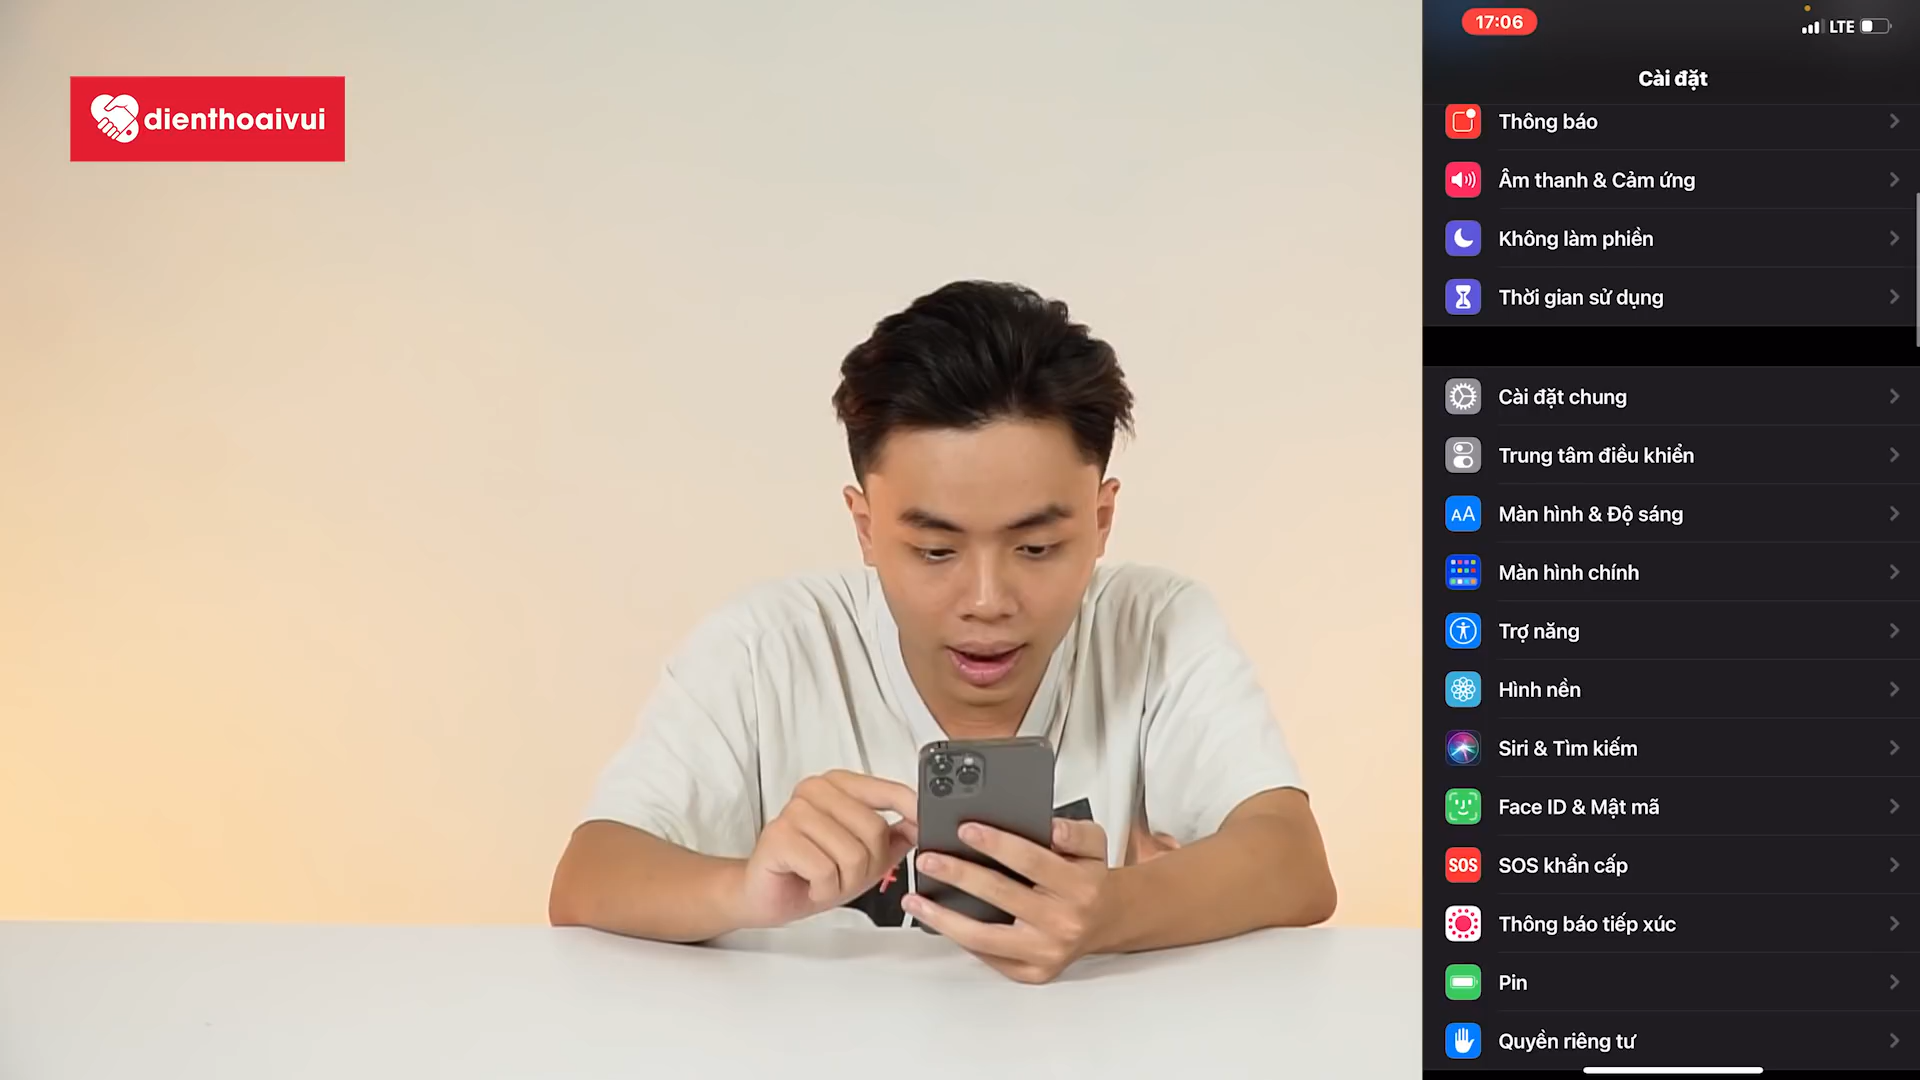 dienthoaivui
17:06
LTE
Cài đặt
Thông báo
Âm thanh & Cảm ứng
Không làm phiền
Thời gian sử dụng
Cài đặt chung
Trung tâm điều khiển
AA Màn hình & Độ sáng
Màn hình chính
Trợ năng
Hình nền
Siri & Tìm kiếm
Face ID & Mật mã
SOS SOS khẩn cấp
Thông báo tiếp xúc
Pin
Quyền riêng tư